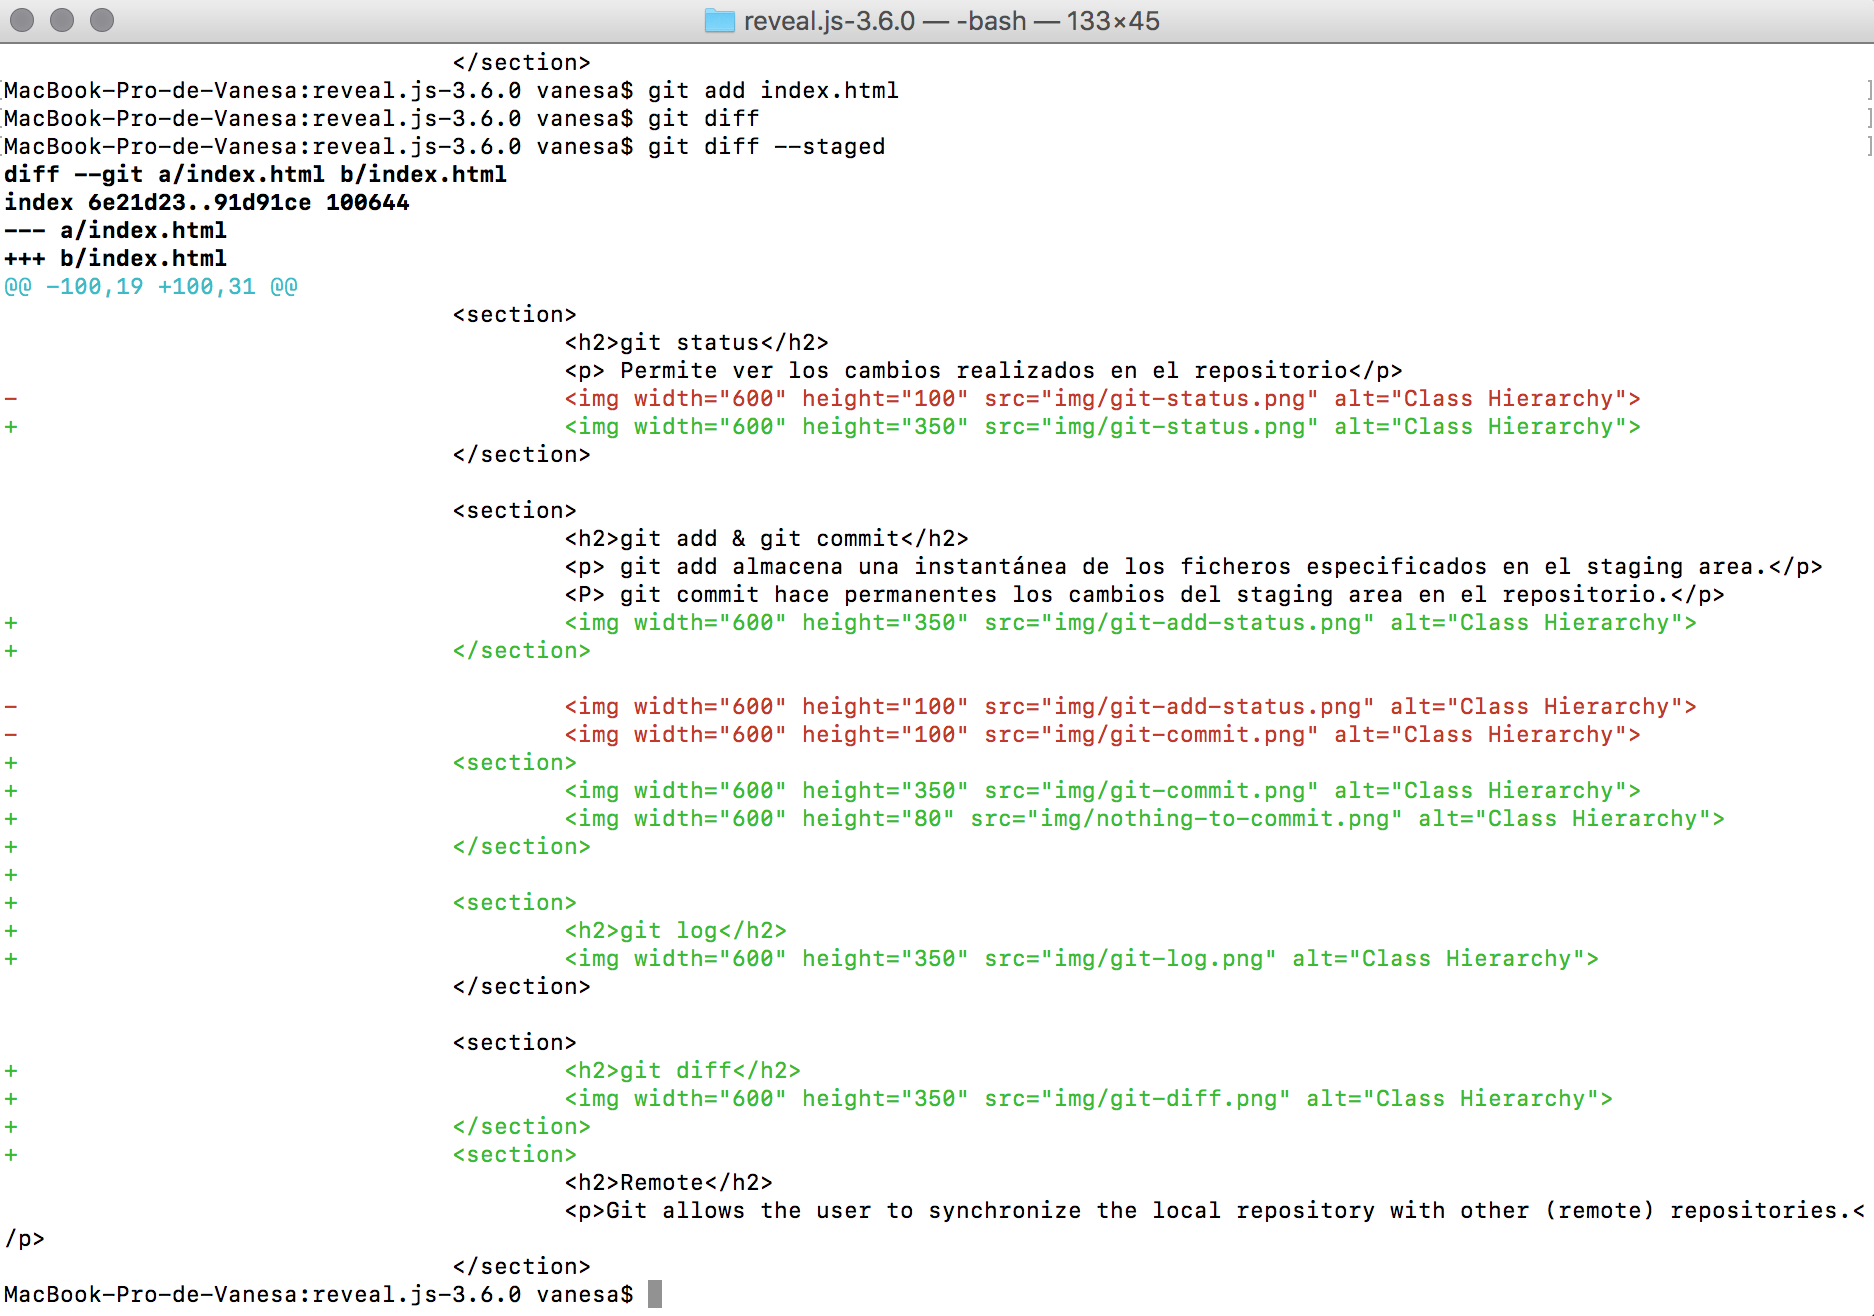 reveal.js-3.6.0 — -bash — 133×45
</section>
MacBook-Pro-de-Vanesa:reveal.js-3.6.0 vanesa$ git add index.html
MacBook-Pro-de-Vanesa:reveal.js-3.6.0 vanesa$ git diff
MacBook-Pro-de-Vanesa:reveal.js-3.6.0 vanesa$ git diff --staged
diff --git a/index.html b/index.html
index 6e21d23..91d91ce 100644
--- a/index.html
+++ b/index.html
@@ -100,19 +100,31 @@
<section>
<h2>git status</h2>
<p> Permite ver los cambios realizados en el repositorio</p>
- <img width="600" height="100" src="img/git-status.png" alt="Class Hierarchy">
+ <img width="600" height="350" src="img/git-status.png" alt="Class Hierarchy">
</section>
<section>
<h2>git add & git commit</h2>
<p> git add almacena una instantánea de los ficheros especificados en el staging area.</p>
<P> git commit hace permanentes los cambios del staging area en el repositorio.</p>
+ <img width="600" height="350" src="img/git-add-status.png" alt="Class Hierarchy">
+ </section>
- <img width="600" height="100" src="img/git-add-status.png" alt="Class Hierarchy">
- <img width="600" height="100" src="img/git-commit.png" alt="Class Hierarchy">
+ <section>
+ <img width="600" height="350" src="img/git-commit.png" alt="Class Hierarchy">
+ <img width="600" height="80" src="img/nothing-to-commit.png" alt="Class Hierarchy">
+ </section>
+
+ <section>
+ <h2>git log</h2>
+ <img width="600" height="350" src="img/git-log.png" alt="Class Hierarchy">
</section>
<section>
+ <h2>git diff</h2>
+ <img width="600" height="350" src="img/git-diff.png" alt="Class Hierarchy">
+ </section>
+ <section>
<h2>Remote</h2>
<p>Git allows the user to synchronize the local repository with other (remote) repositories.<
/p>
</section>
MacBook-Pro-de-Vanesa:reveal.js-3.6.0 vanesa$